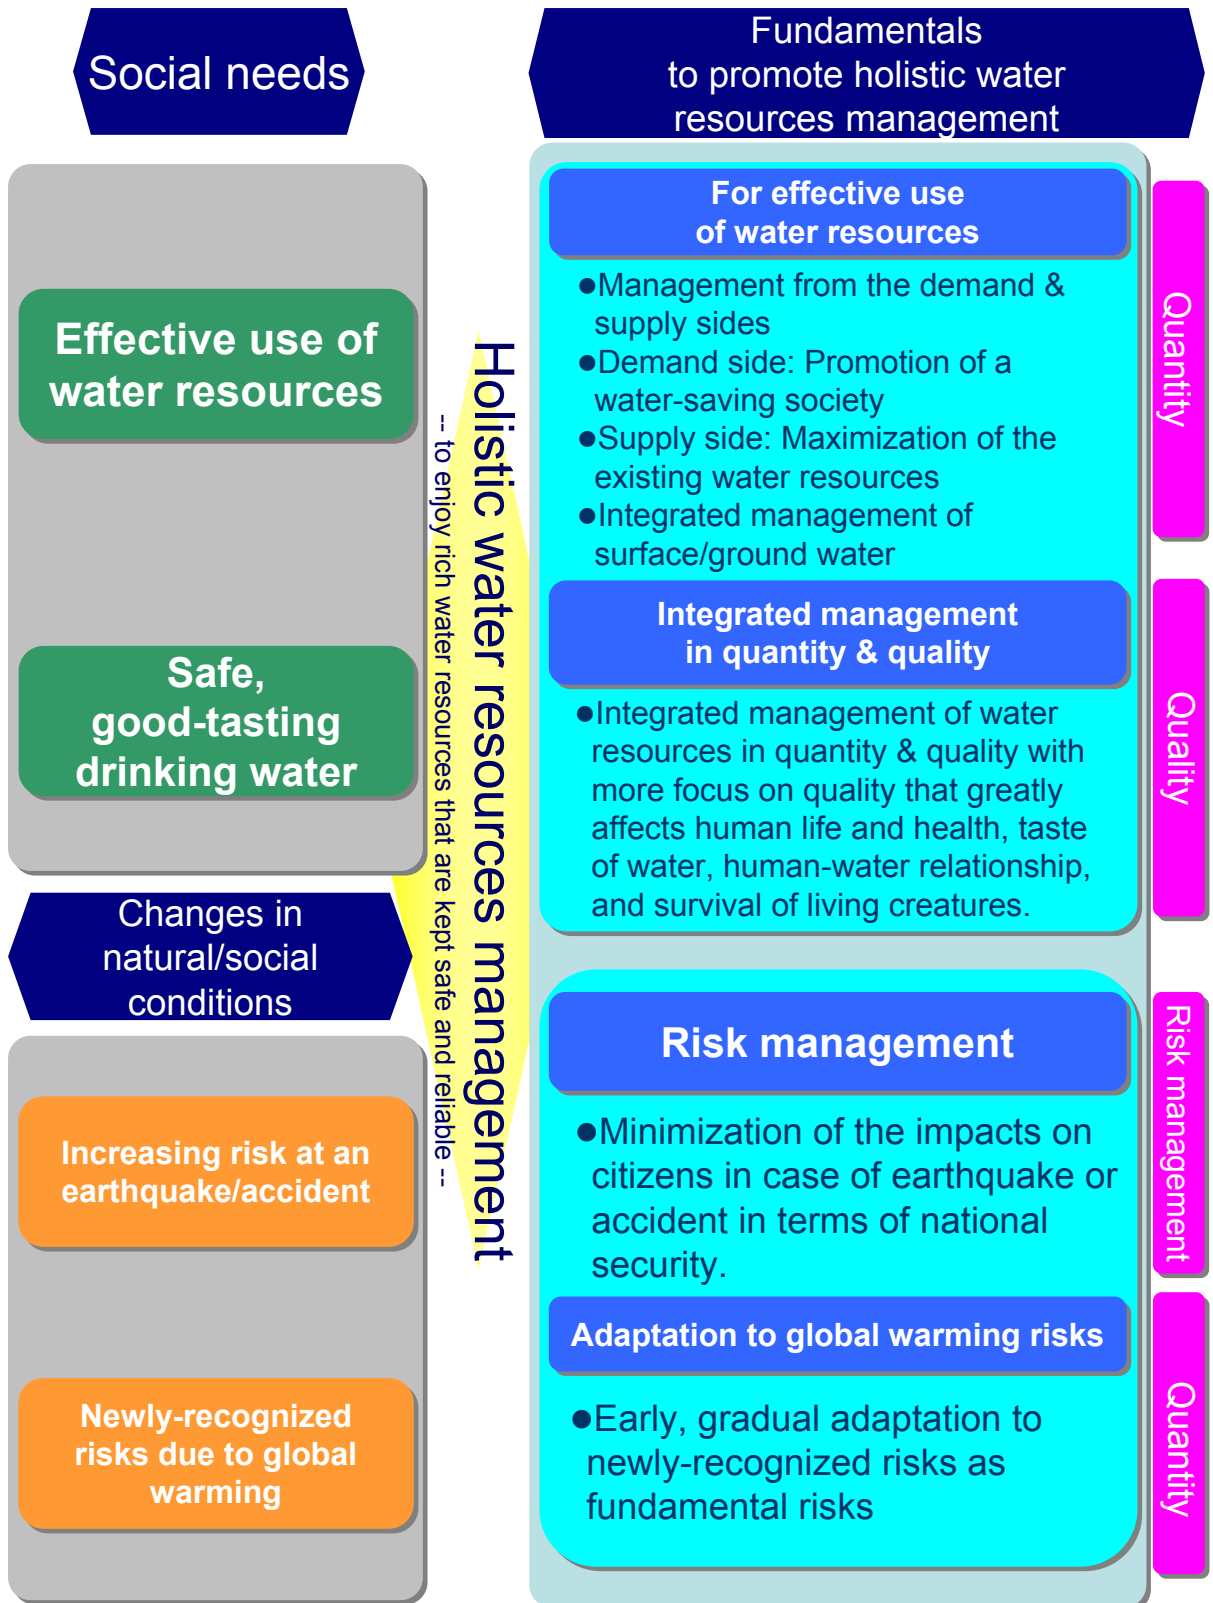 Social needs
Effective use of
water resources
Safe,
good-tasting
drinking water
Changes in
natural/social
conditions
Increasing risk at an
earthquake/accident
Newly-recognized
risks due to global
warming
Holistic water resources management
-- to enjoy rich water resources that are kept safe and reliable --
Fundamentals
to promote holistic water
resources management
For effective use
of water resources
●Management from the demand &
supply sides
●Demand side: Promotion of a
water-saving society
●Supply side: Maximization of the
existing water resources
●Integrated management of
surface/ground water
Quantity
Integrated management
in quantity & quality
●Integrated management of water
resources in quantity & quality with
more focus on quality that greatly
affects human life and health, taste
of water, human-water relationship,
and survival of living creatures.
Quality
Risk management
●Minimization of the impacts on
citizens in case of earthquake or
accident in terms of national
security.
Risk management
Adaptation to global warming risks
●Early, gradual adaptation to
newly-recognized risks as
fundamental risks
Quantity